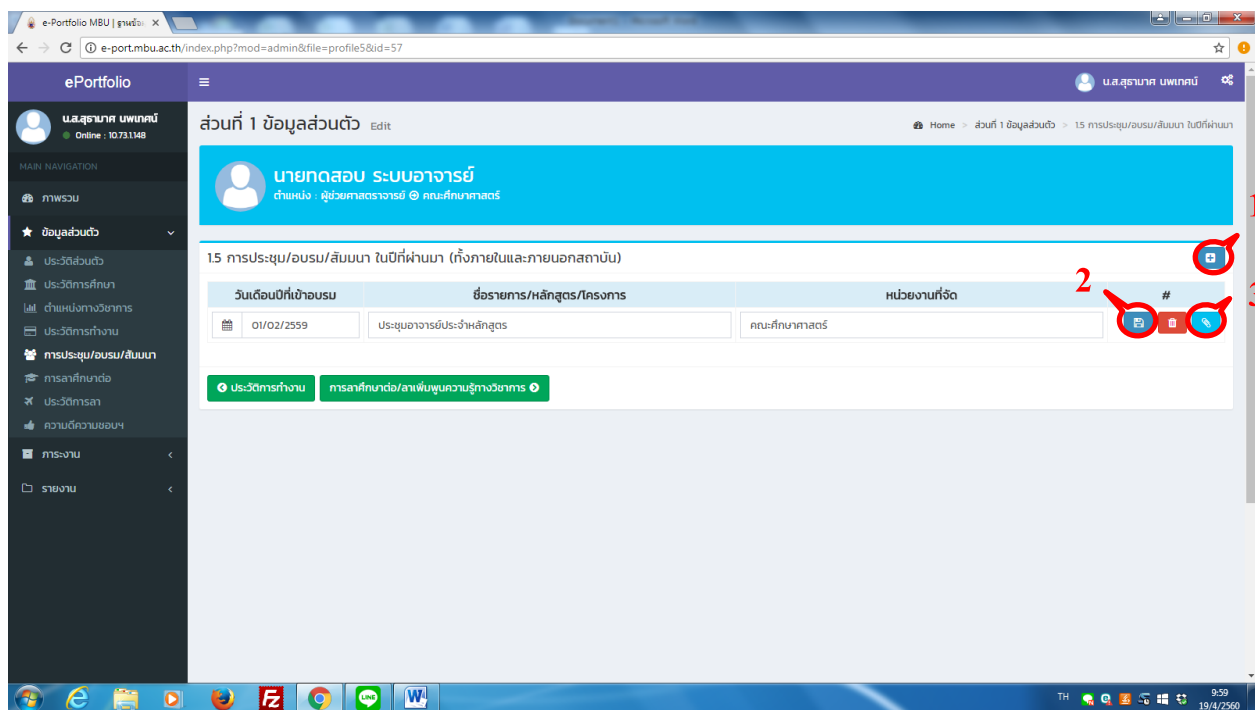 e-Portfolio MBU | ฐานข้อ
e-port.mbu.ac.th/index.php?mod=admin&file=profile5&id=57
ePortfolio
น.ส.สุธามาศ นพเกศน์
น.ส.สุธามาศ นพเกศน์
Online : 10.73.1.148
ส่วนที่ 1 ข้อมูลส่วนตัว Edit
Home > ส่วนที่ 1 ข้อมูลส่วนตัว > 1.5 การประชุม/อบรม/สัมมนา ในปีที่ผ่านมา
MAIN NAVIGATION
ภาพรวม
ข้อมูลส่วนตัว
ประวัติส่วนตัว
ประวัติการศึกษา
ตำแหน่งทางวิชาการ
ประวัติการทำงาน
การประชุม/อบรม/สัมมนา
การลาศึกษาต่อ
ประวัติการลา
ความดีความชอบฯ
ภาระงาน
รายงาน
นายทดสอบ ระบบอาจารย์
ตำแหน่ง : ผู้ช่วยศาสตราจารย์ คณะศึกษาศาสตร์
1
1.5 การประชุม/อบรม/สัมมนา ในปีที่ผ่านมา (ทั้งภายในและภายนอกสถาบัน)
2
3
วันเดือนปีที่เข้าอบรม ชื่อรายการ/หลักสูตร/โครงการ หน่วยงานที่จัด #
01/02/2559 ประชุมอาจารย์ประจำหลักสูตร คณะศึกษาศาสตร์
ประวัติการทำงาน การลาศึกษาต่อ/ลาเพิ่มพูนความรู้ทางวิชาการ
TH
9:59
19/4/2560